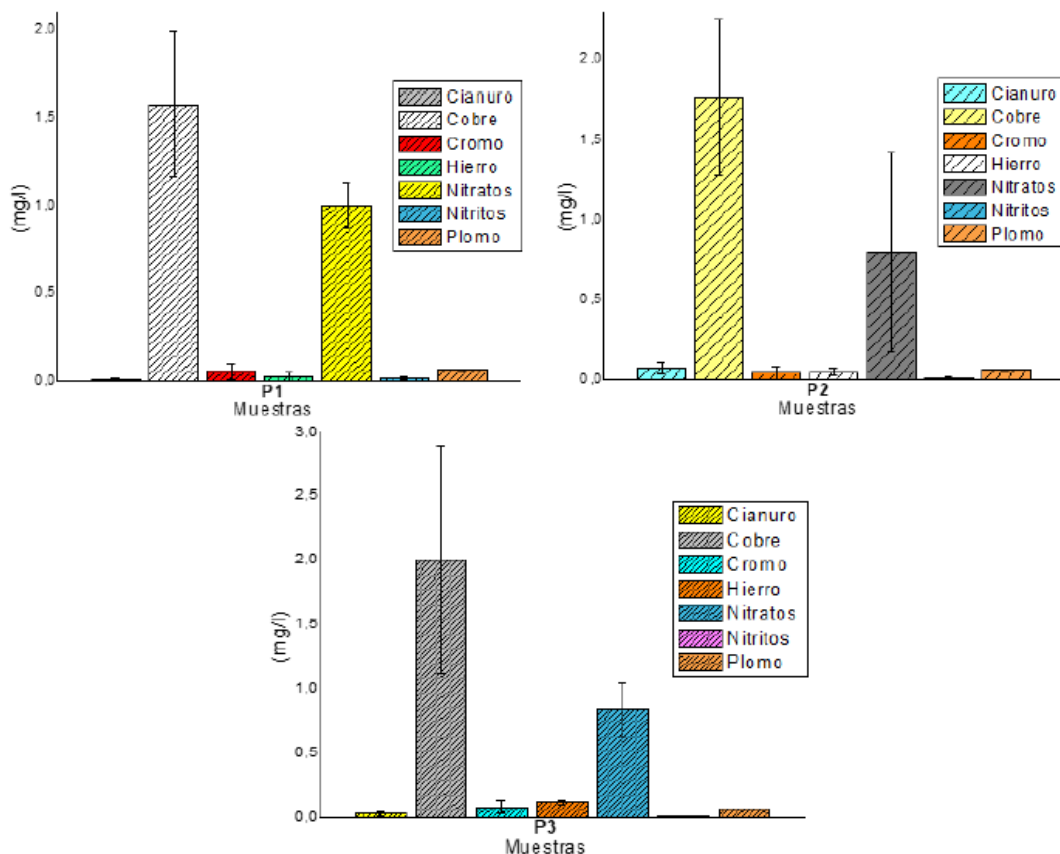 2.0
1.5
1.0
0,5
0.0
(mg/l)
P1
Muestras
Cianuro
Cobre
Cromo
Hierro
Nitratos
Nitritos
Plomo
2.0
1.5
1.0
0,5
0,0
(mg/l)
P2
Muestras
Cianuro
Cobre
Cromo
Hierro
Nitratos
Nitritos
Plomo
3.0
2.5
2.0
1.5
1.0
0,5
0.0
(mg/l)
P3
Muestras
Cianuro
Cobre
Cromo
Hierro
Nitratos
Nitritos
Plomo